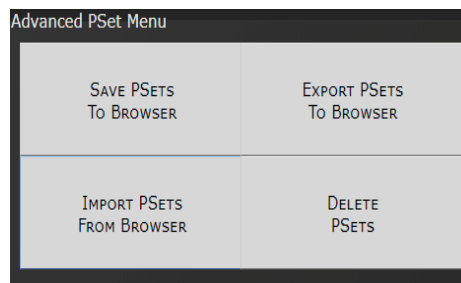 Advanced PSet Menu
Save PSets
To Browser
Export PSets
To Browser
Import PSets
From Browser
Delete
PSets